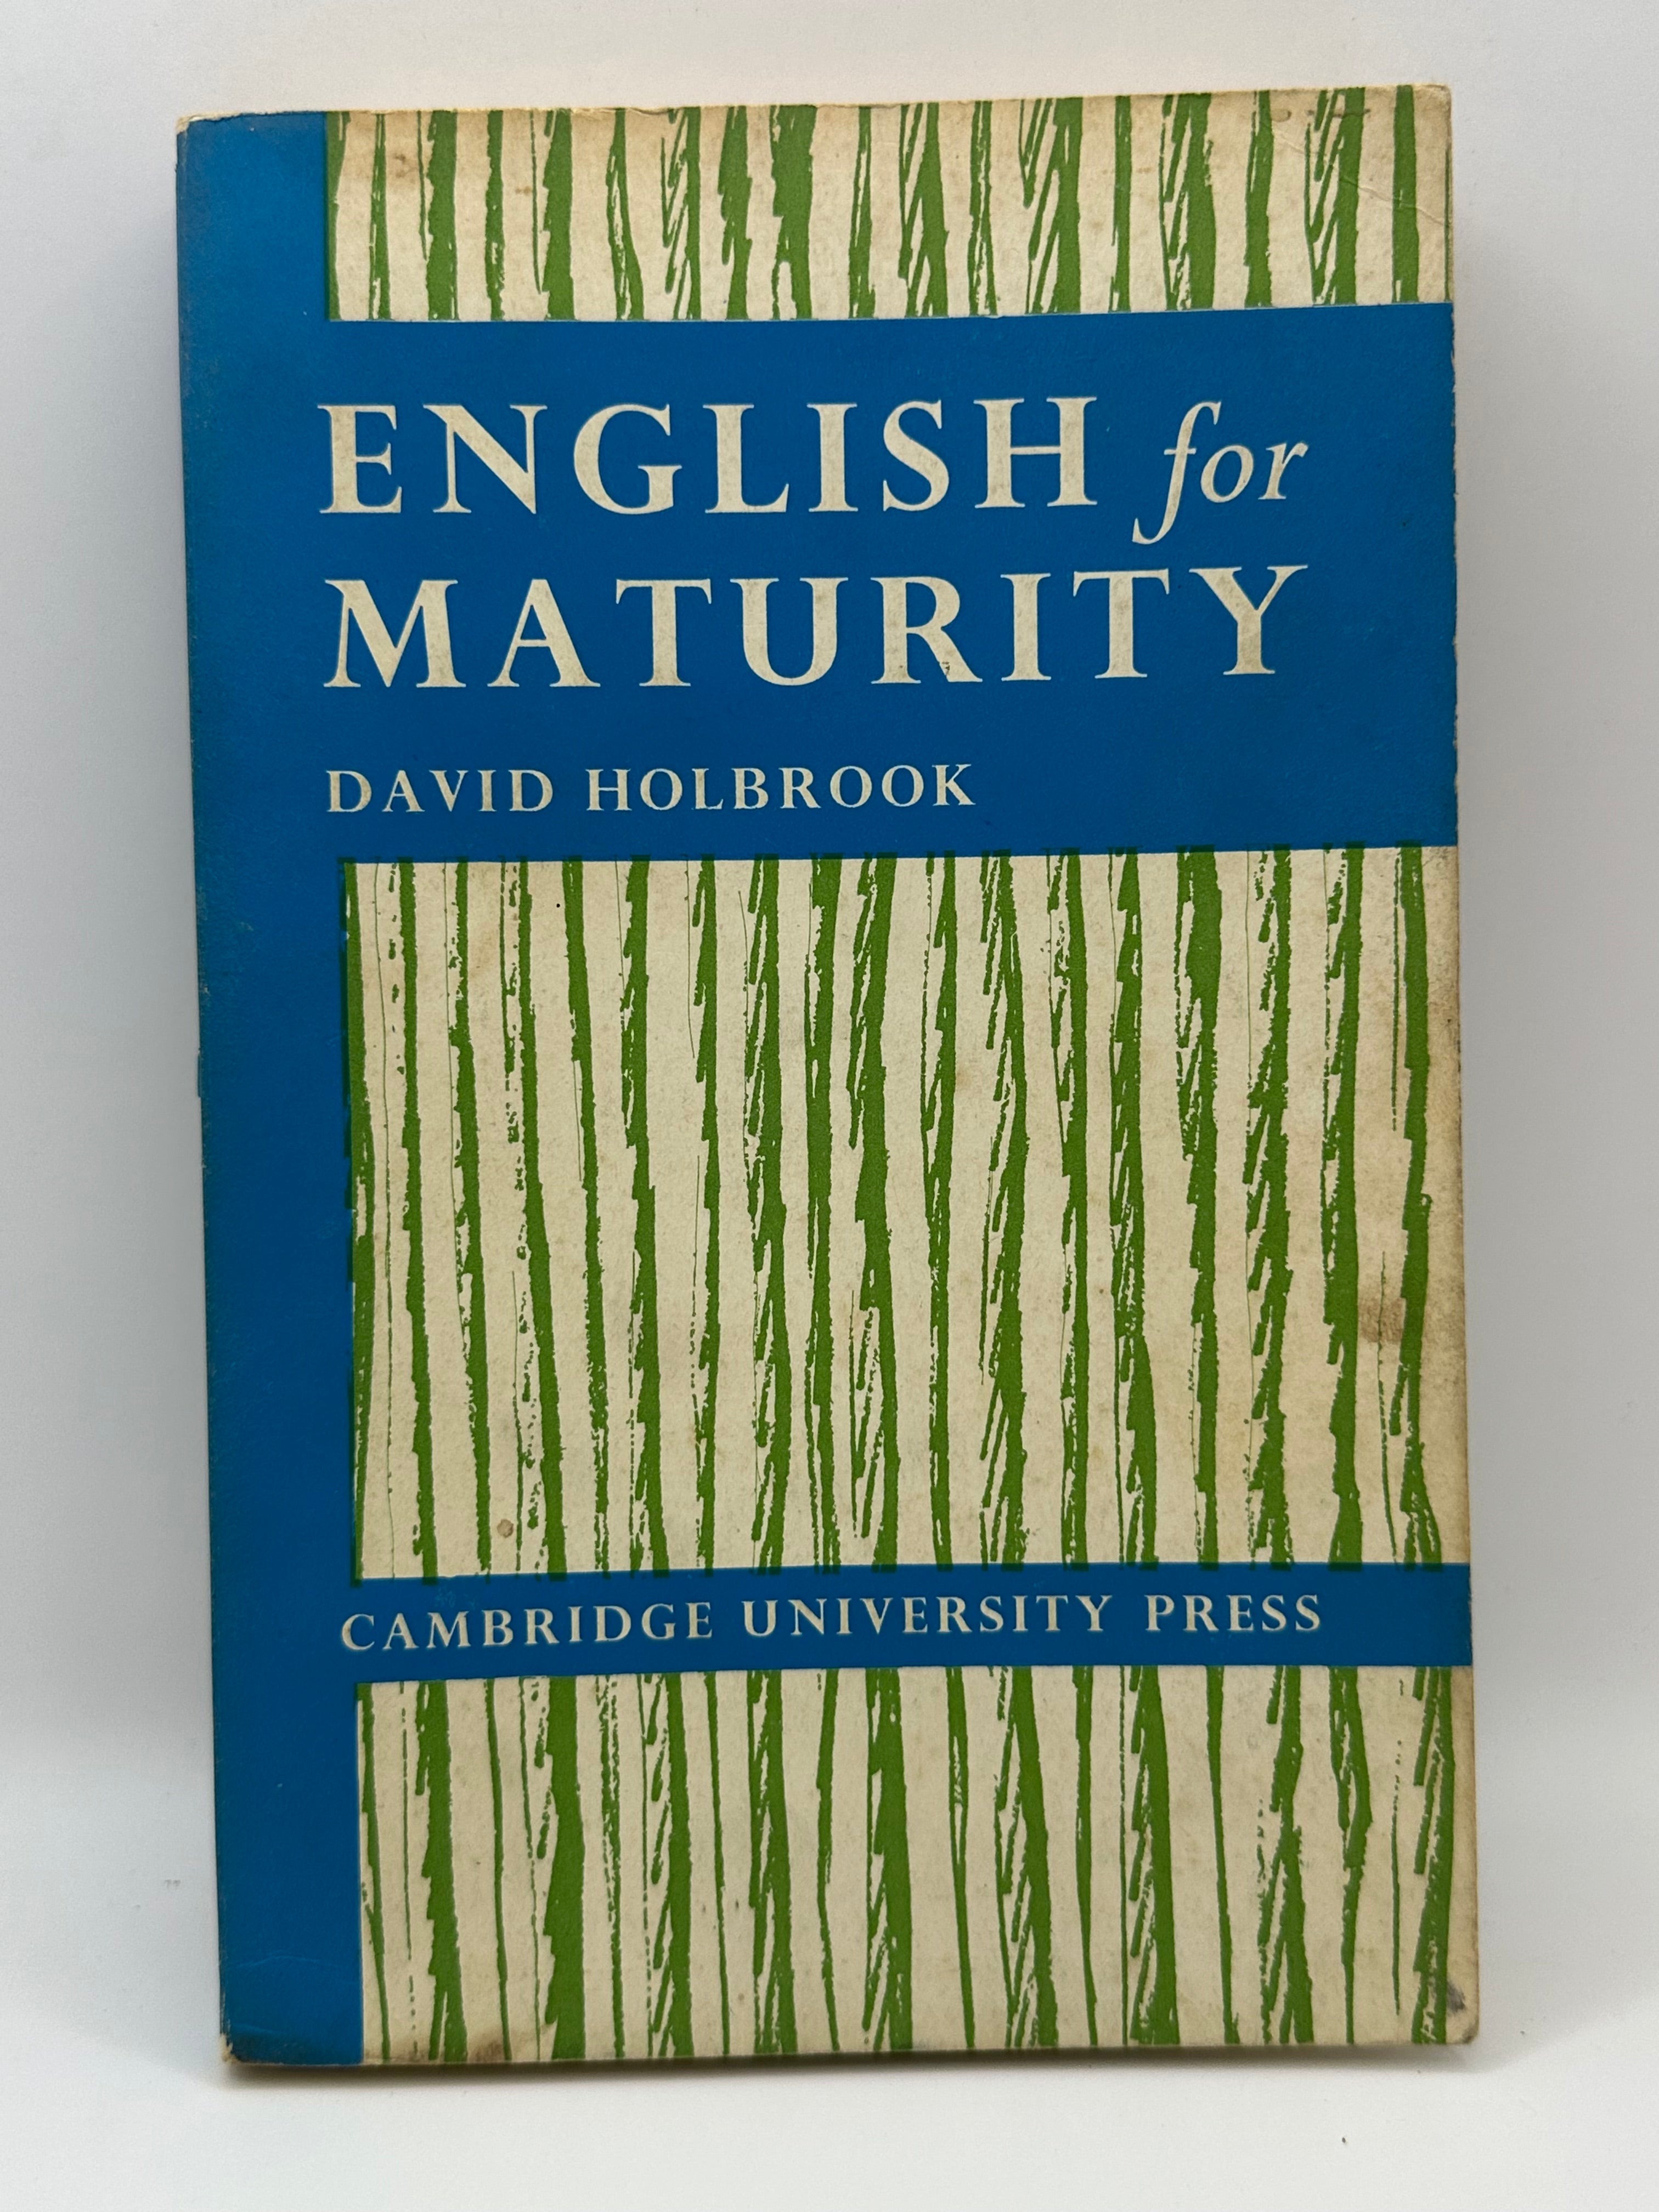 ENGLISH for
MATURITY
DAVID HOLBROOK
CAMBRIDGE UNIVERSITY PRESS